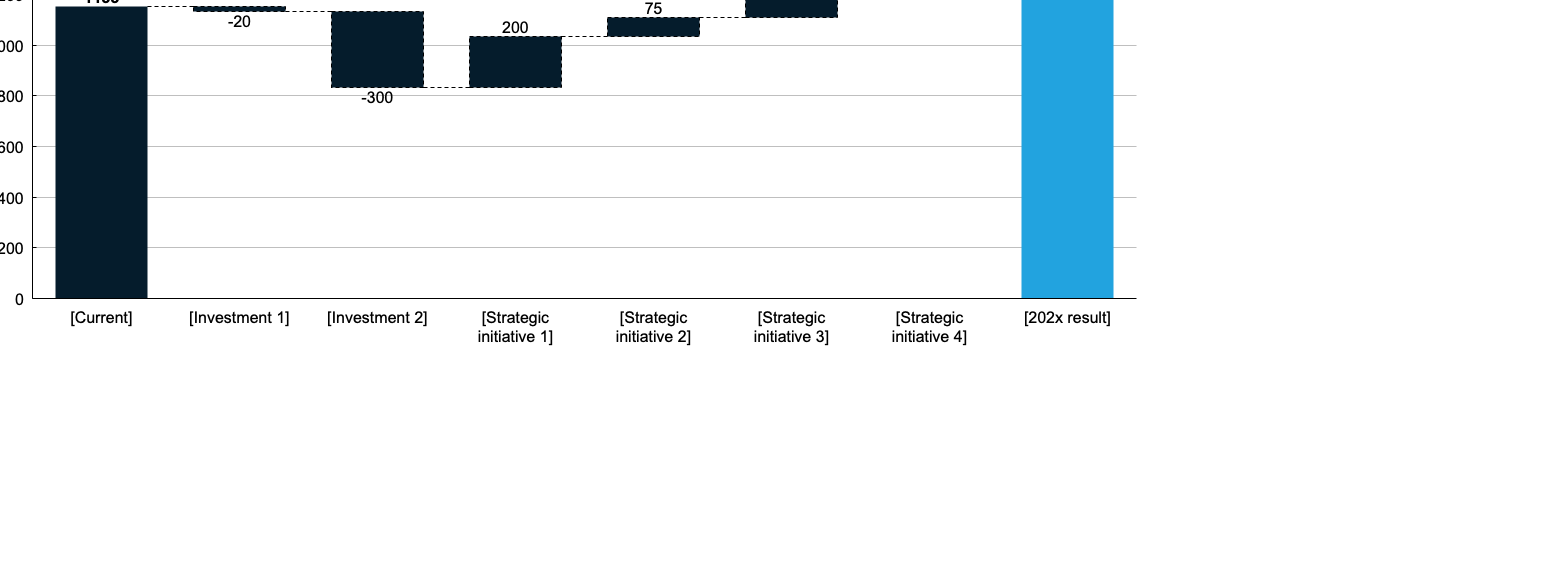 -20
75
200
-300
000
800
600
400
200
0
[Current]
[Investment 1]
[Investment 2]
[Strategic
initiative 1]
[Strategic
initiative 2]
[Strategic
initiative 3]
[Strategic
initiative 4]
[202x result]